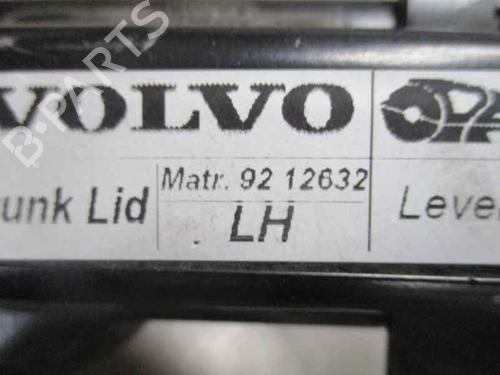 VOLVO
unk Lid
Matr. 92 12632
LH
Leve
B-PARTS